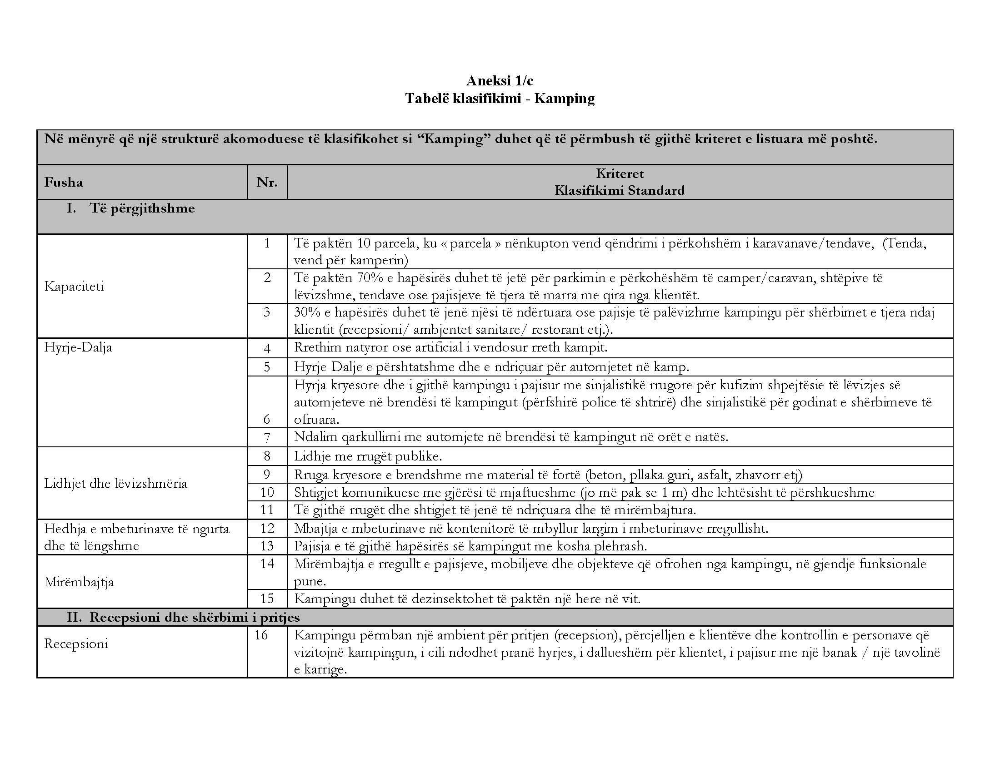 Aneksi 1/c
Tabelë klasifikimi - Kamping
Në mënyrë që një strukturë akomoduese të klasifikohet si “Kamping” duhet që të përmbush të gjithë kriteret e listuara më poshtë.
Fusha
Nr.
Kriteret
Klasifikimi Standard
I. Të përgjithshme
Kapaciteti
1
Të paktën 10 parcela, ku « parcela » nënkupton vend qëndrimi i përkohshëm i karavanave/tendave, (Tenda,
vend për kamperin)
2
Të paktën 70% e hapësirës duhet të jetë për parkimin e përkohëshëm të camper/caravan, shtëpive të
lëvizshme, tendave ose pajisjeve të tjera të marra me qira nga klientët.
3
30% e hapësirës duhet të jenë njësi të ndërtuara ose pajisje të palëvizhme kampingu për shërbimet e tjera ndaj
klientit (recepsioni/ ambjentet sanitare/ restorant etj.).
Hyrje-Dalja
4
Rrethim natyror ose artificial i vendosur rreth kampit.
5
Hyrje-Dalje e përshtatshme dhe e ndriçuar për automjetet në kamp.
6
Hyrja kryesore dhe i gjithë kampingu i pajisur me sinjalistikë rrugore për kufizim shpejtësie të lëvizjes së
automjeteve në brendësi të kampingut (përfshirë police të shtrirë) dhe sinjalistikë për godinat e shërbimeve të
ofruara.
7
Ndalim qarkullimi me automjete në brendësi të kampingut në orët e natës.
Lidhjet dhe lëvizshmëria
8
Lidhje me rrugët publike.
9
Rruga kryesore e brendshme me material të fortë (beton, pllaka guri, asfalt, zhavorr etj)
10
Shtigjet komunikuese me gjërësi të mjaftueshme (jo më pak se 1 m) dhe lehtësisht të përshkueshme
11
Të gjithë rrugët dhe shtigjet të jenë të ndriçuara dhe të mirëmbajtura.
Hedhja e mbeturinave të ngurta
dhe të lëngshme
12
Mbajtja e mbeturinave në kontenitorë të mbyllur largim i mbeturinave rregullisht.
13
Pajisja e të gjithë hapësirës së kampingut me kosha plehrash.
Mirëmbajtja
14
Mirëmbajtja e rregullt e pajisjeve, mobiljeve dhe objekteve që ofrohen nga kampingu, në gjendje funksionale
pune.
15
Kampingu duhet të dezinsektohet të paktën një here në vit.
II. Recepsioni dhe shërbimi i pritjes
Recepsioni
16
Kampingu përmban një ambient për pritjen (recepsion), përcjelljen e klientëve dhe kontrollin e personave që
vizitojnë kampingun, i cili ndodhet pranë hyrjes, i dallueshëm për klientet, i pajisur me një banak / një tavolinë
e karrige.